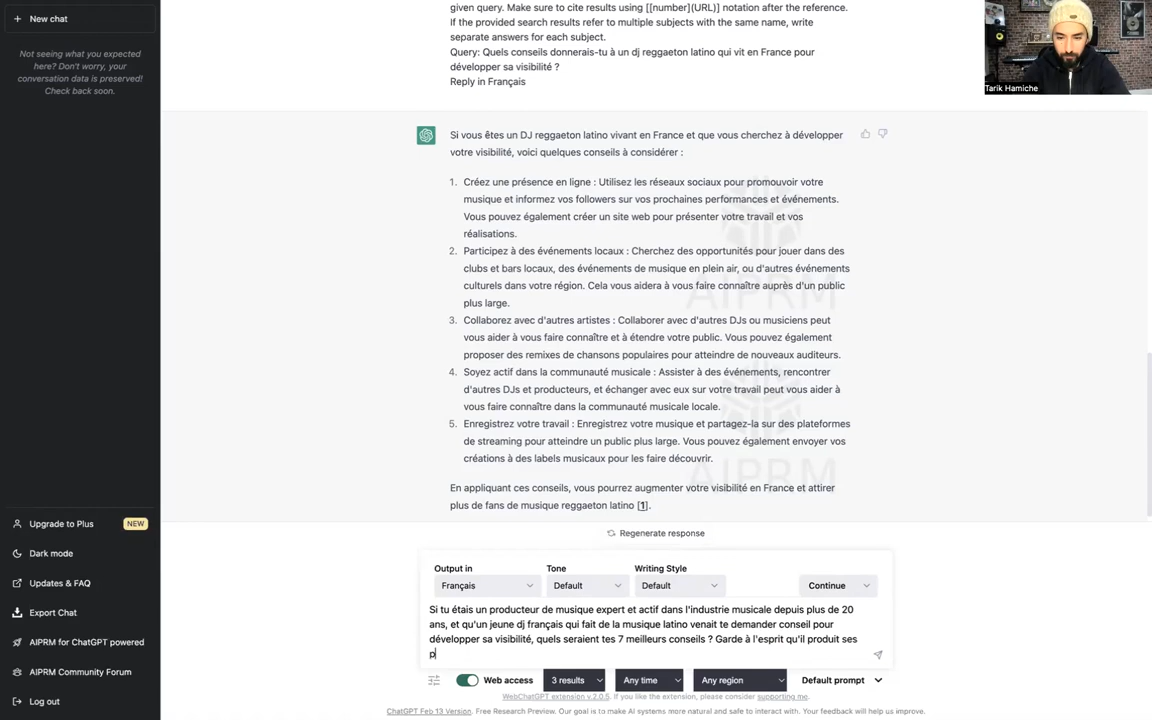 given query. Make sure to cite results using [[number](URL)] notation after the reference.
If the provided search results refer to multiple subjects with the same name, write
separate answers for each subject.
Query: Quels conseils donnerais-tu à un dj reggaeton latino qui vit en France pour
développer sa visibilité ?
Reply in Français
Tarik Hamiche
+ New chat
Not seeing what you expected
here? Don't worry, your
conversation data is preserved!
Check back soon.
Si vous êtes un DJ reggaeton latino vivant en France et que vous cherchez à développer
votre visibilité, voici quelques conseils à considérer :
1. Créez une présence en ligne : Utilisez les réseaux sociaux pour promouvoir votre
musique et informez vos followers sur vos prochaines performances et événements.
Vous pouvez également créer un site web pour présenter votre travail et vos
réalisations.
2. Participez à des événements locaux : Cherchez des opportunités pour jouer dans des
clubs et bars locaux, des événements de musique en plein air, ou d'autres événements
culturels dans votre région. Cela vous aidera à vous faire connaître auprès d'un public
plus large.
3. Collaborez avec d'autres artistes : Collaborer avec d'autres DJs ou musiciens peut
vous aider à vous faire connaître et à étendre votre public. Vous pouvez également
proposer des remixes de chansons populaires pour atteindre de nouveaux auditeurs.
4. Soyez actif dans la communauté musicale : Assister à des événements, rencontrer
d'autres DJs et producteurs, et échanger avec eux sur votre travail peut vous aider à
vous faire connaître dans la communauté musicale locale.
5. Enregistrez votre travail : Enregistrez votre musique et partagez-la sur des plateformes
de streaming pour atteindre un public plus large. Vous pouvez également envoyer vos
créations à des labels musicaux pour les faire découvrir.
En appliquant ces conseils, vous pourrez augmenter votre visibilité en France et attirer
plus de fans de musique reggaeton latino [1].
AIPRM
AIPRM
Regenerate response
Upgrade to Plus NEW
Dark mode
Updates & FAQ
Export Chat
AIPRM for ChatGPT powered
AIPRM Community Forum
Log out
Output in Tone Writing Style
Français Default Default Continue
Si tu étais un producteur de musique expert et actif dans l'industrie musicale depuis plus de 20
ans, et qu'un jeune dj français qui fait de la musique latino venait te demander conseil pour
développer sa visibilité, quels seraient tes 7 meilleurs conseils ? Garde à l'esprit qu'il produit ses
p
Web access 3 results Any time Any region Default prompt
WebChatGPT extension v.2.0.5. If you like the extension, please consider supporting me.
ChatGPT Feb 13 Version. Free Research Preview. Our goal is to make AI systems more natural and safe to interact with. Your feedback will help us improve.